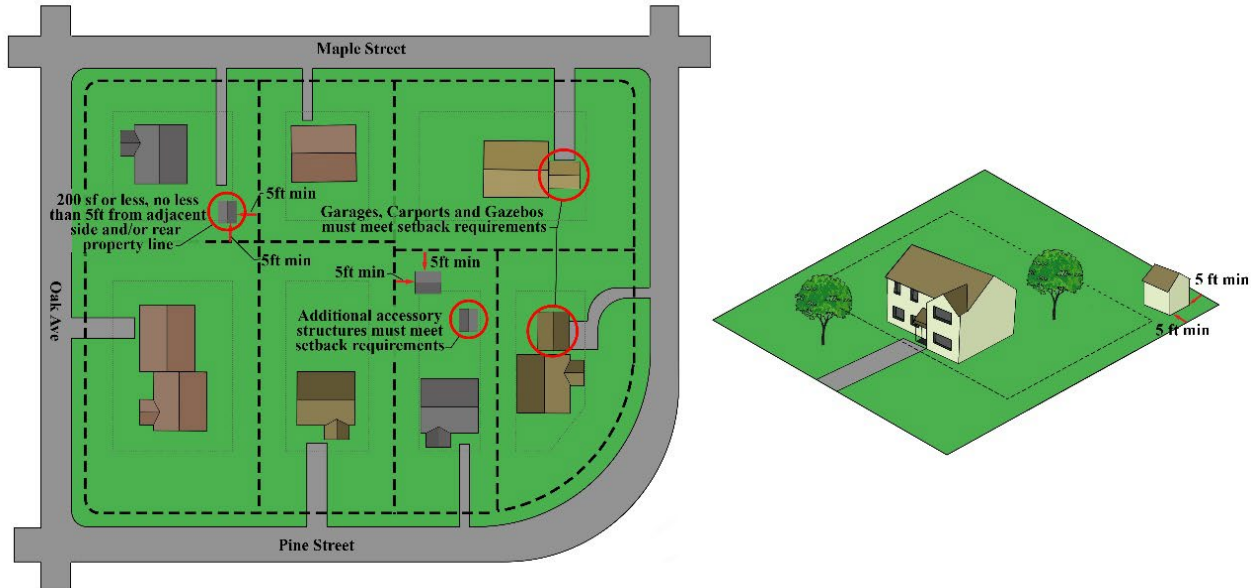 Maple Street
5ft min
200 sf or less, no less
than 5ft from adjacent
side and/or rear
property line
5ft min
Garages, Carports and Gazebos
must meet setback requirements
5ft min
5ft min
Oak Ave
Additional accessory
structures must meet
setback requirements
Pine Street
5 ft min
5 ft min